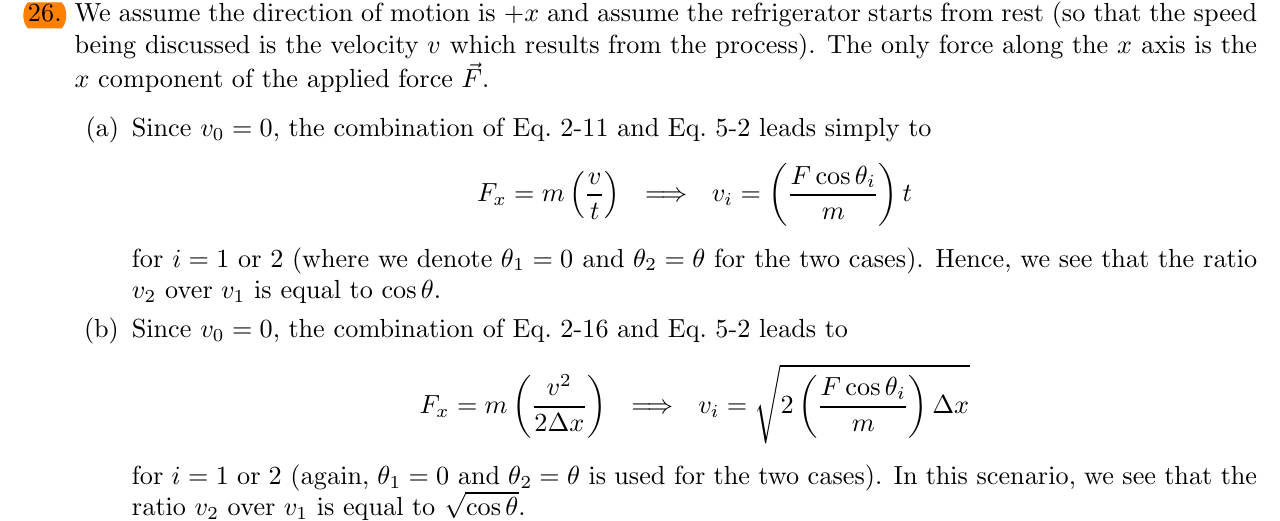 26. We assume the direction of motion is +x and assume the refrigerator starts from rest (so that the speed
being discussed is the velocity v which results from the process). The only force along the x axis is the
x component of the applied force F⃗.
(a) Since v₀ = 0, the combination of Eq. 2-11 and Eq. 5-2 leads simply to
Fₓ = m (v/t) ⟹ vᵢ = (F cos θᵢ / m) t
for i = 1 or 2 (where we denote θ₁ = 0 and θ₂ = θ for the two cases). Hence, we see that the ratio
v₂ over v₁ is equal to cos θ.
(b) Since v₀ = 0, the combination of Eq. 2-16 and Eq. 5-2 leads to
Fₓ = m (v² / 2Δx) ⟹ vᵢ = √(2 (F cos θᵢ / m) Δx)
for i = 1 or 2 (again, θ₁ = 0 and θ₂ = θ is used for the two cases). In this scenario, we see that the
ratio v₂ over v₁ is equal to √(cos θ).